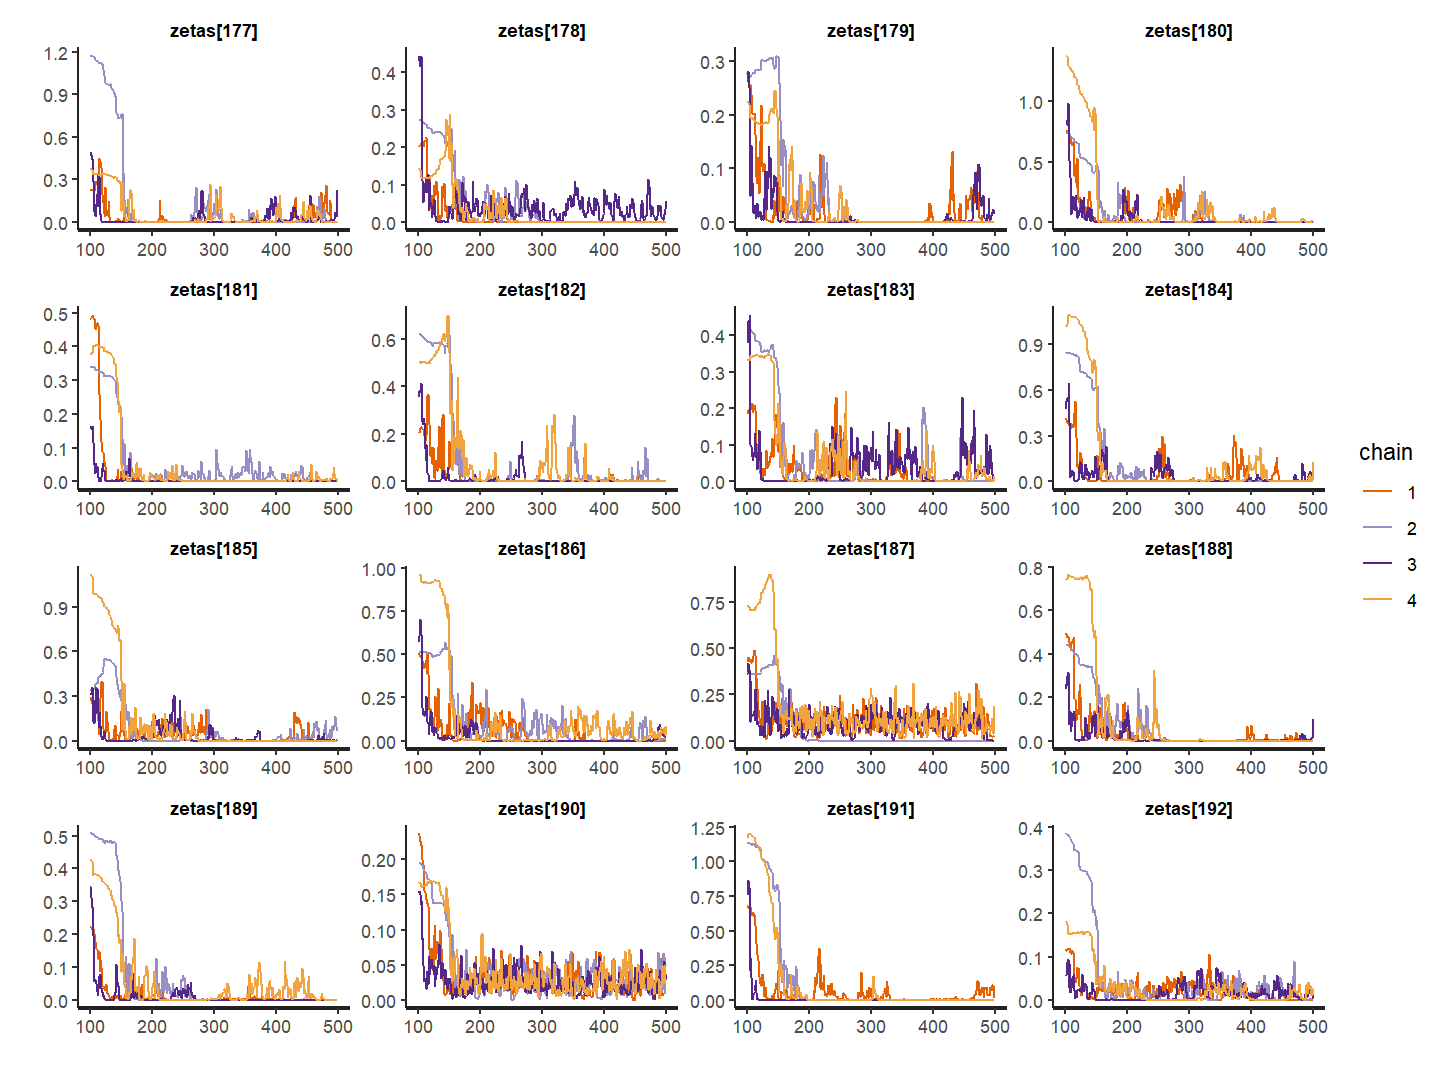 zetas[177] zetas[178] zetas[179] zetas[180]
1.2 0.9 0.6 0.3 0.0
0.4 0.3 0.2 0.1 0.0
0.3 0.2 0.1 0.0
1.0 0.5 0.0
100 200 300 400 500 100 200 300 400 500 100 200 300 400 500 100 200 300 400 500
zetas[181] zetas[182] zetas[183] zetas[184]
0.5 0.4 0.3 0.2 0.1 0.0
0.6 0.4 0.2 0.0
0.4 0.3 0.2 0.1 0.0
0.9 0.6 0.3 0.0
100 200 300 400 500 100 200 300 400 500 100 200 300 400 500 100 200 300 400 500
zetas[185] zetas[186] zetas[187] zetas[188]
0.9 0.6 0.3 0.0
1.00 0.75 0.50 0.25 0.00
0.75 0.50 0.25 0.00
0.8 0.6 0.4 0.2 0.0
100 200 300 400 500 100 200 300 400 500 100 200 300 400 500 100 200 300 400 500
zetas[189] zetas[190] zetas[191] zetas[192]
0.5 0.4 0.3 0.2 0.1 0.0
0.20 0.15 0.10 0.05 0.00
1.25 1.00 0.75 0.50 0.25 0.00
0.4 0.3 0.2 0.1 0.0
100 200 300 400 500 100 200 300 400 500 100 200 300 400 500 100 200 300 400 500
chain
1
2
3
4